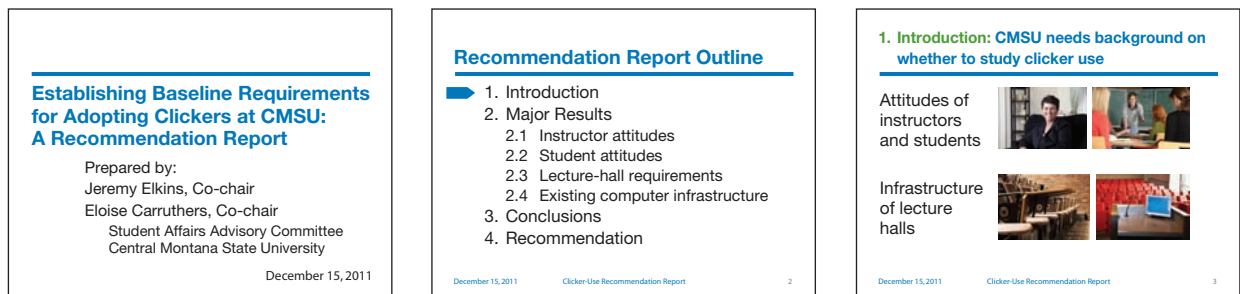 Establishing Baseline Requirements
for Adopting Clickers at CMSU:
A Recommendation Report
Prepared by:
Jeremy Elkins, Co-chair
Eloise Carruthers, Co-chair
Student Affairs Advisory Committee
Central Montana State University
December 15, 2011
Recommendation Report Outline
1. Introduction
2. Major Results
2.1 Instructor attitudes
2.2 Student attitudes
2.3 Lecture-hall requirements
2.4 Existing computer infrastructure
3. Conclusions
4. Recommendation
December 15, 2011 Clicker-Use Recommendation Report 2
1. Introduction: CMSU needs background on
whether to study clicker use
Attitudes of
instructors
and students
Infrastructure
of lecture
halls
December 15, 2011 Clicker-Use Recommendation Report 3